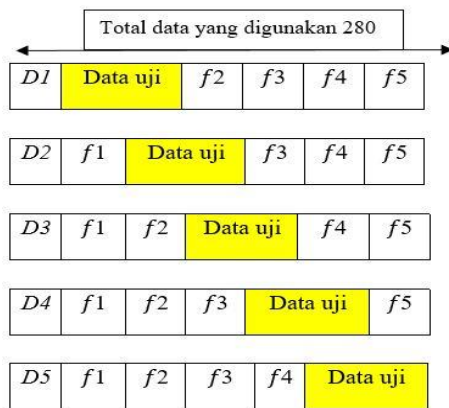 Total data yang digunakan 280
D1 Data uji f2 f3 f4 f5
D2 f1 Data uji f3 f4 f5
D3 f1 f2 Data uji f4 f5
D4 f1 f2 f3 Data uji f5
D5 f1 f2 f3 f4 Data uji